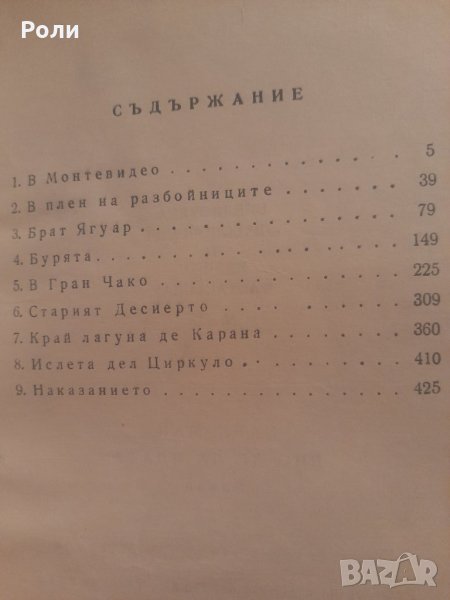 Роли
СЪДЪРЖАНИЕ
1. В Монтевидео . . . . . . . . . . . . 5
2. В плен на разбойниците . . . . . . . 39
3. Брат Ягуар . . . . . . . . . . . . . 79
4. Бурята . . . . . . . . . . . . . . . 149
5. В Гран Чако . . . . . . . . . . . . 225
6. Старият Десиерто . . . . . . . . . . 309
7. Край лагуна де Карана . . . . . . . 360
8. Ислета дел Циркуло . . . . . . . . . 410
9. Наказанието . . . . . . . . . . . . 425
BAZAR